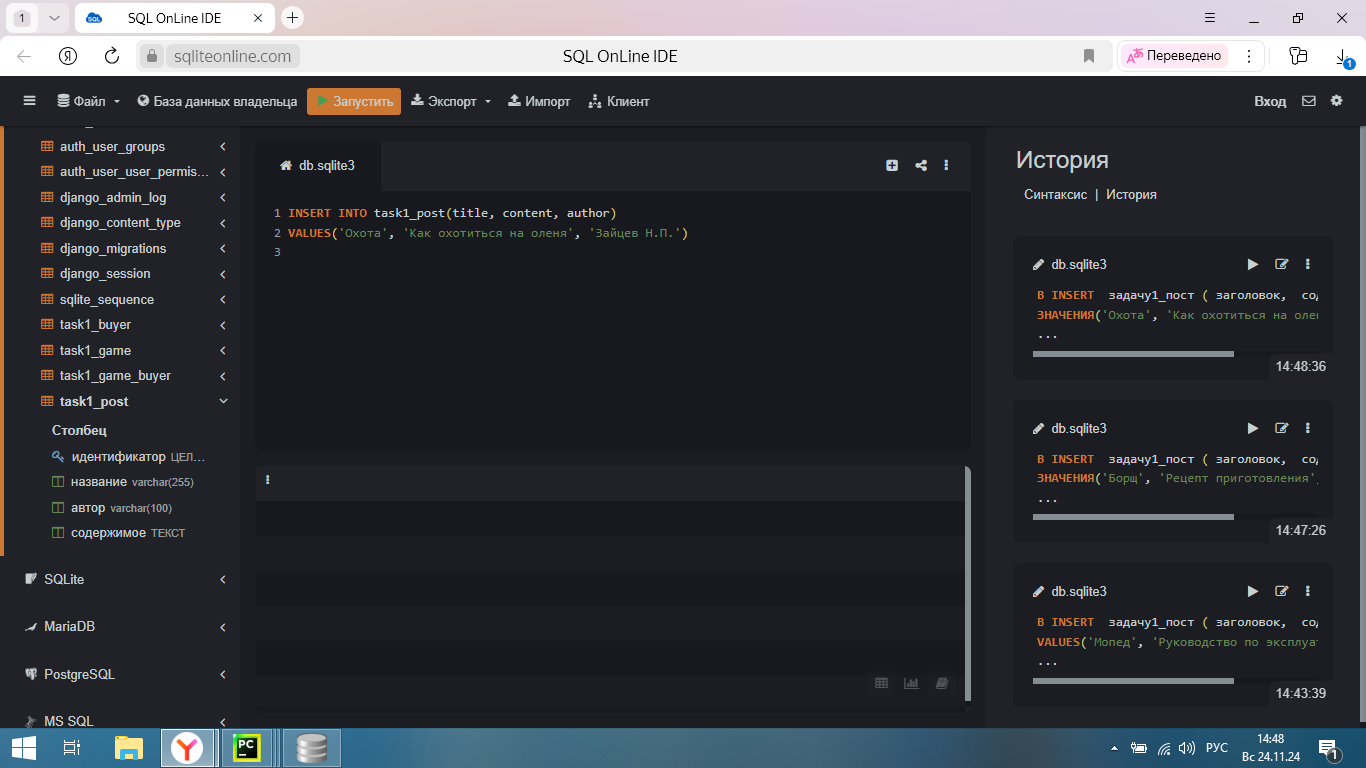 1
SQL OnLine IDE
Я
sqliteonline.com
SQL OnLine IDE
Переведено
1
Файл
База данных владельца
Запустить
Экспорт
Импорт
Клиент
Вход
auth_user_groups
auth_user_user_permis...
django_admin_log
django_content_type
django_migrations
django_session
sqlite_sequence
task1_buyer
task1_game
task1_game_buyer
task1_post
Столбец
идентификатор ЦЕЛ...
название varchar(255)
автор varchar(100)
содержимое ТЕКСТ
SQLite
MariaDB
PostgreSQL
MS SQL
db.sqlite3
1 INSERT INTO task1_post(title, content, author)
2 VALUES('Охота', 'Как охотиться на оленя', 'Зайцев Н.П.')
3
История
Синтаксис | История
db.sqlite3
В INSERT задачу1_пост ( заголовок,
ЗНАЧЕНИЯ('Охота', 'Как охотиться на
...
14:48:36
db.sqlite3
В INSERT задачу1_пост ( заголовок,
ЗНАЧЕНИЯ('Борщ', 'Рецепт приготовления',
...
14:47:26
db.sqlite3
В INSERT задачу1_пост ( заголовок,
VALUES('Мопед', 'Руководство по
...
14:43:39
PC
РУС
14:48
Вс 24.11.24
1